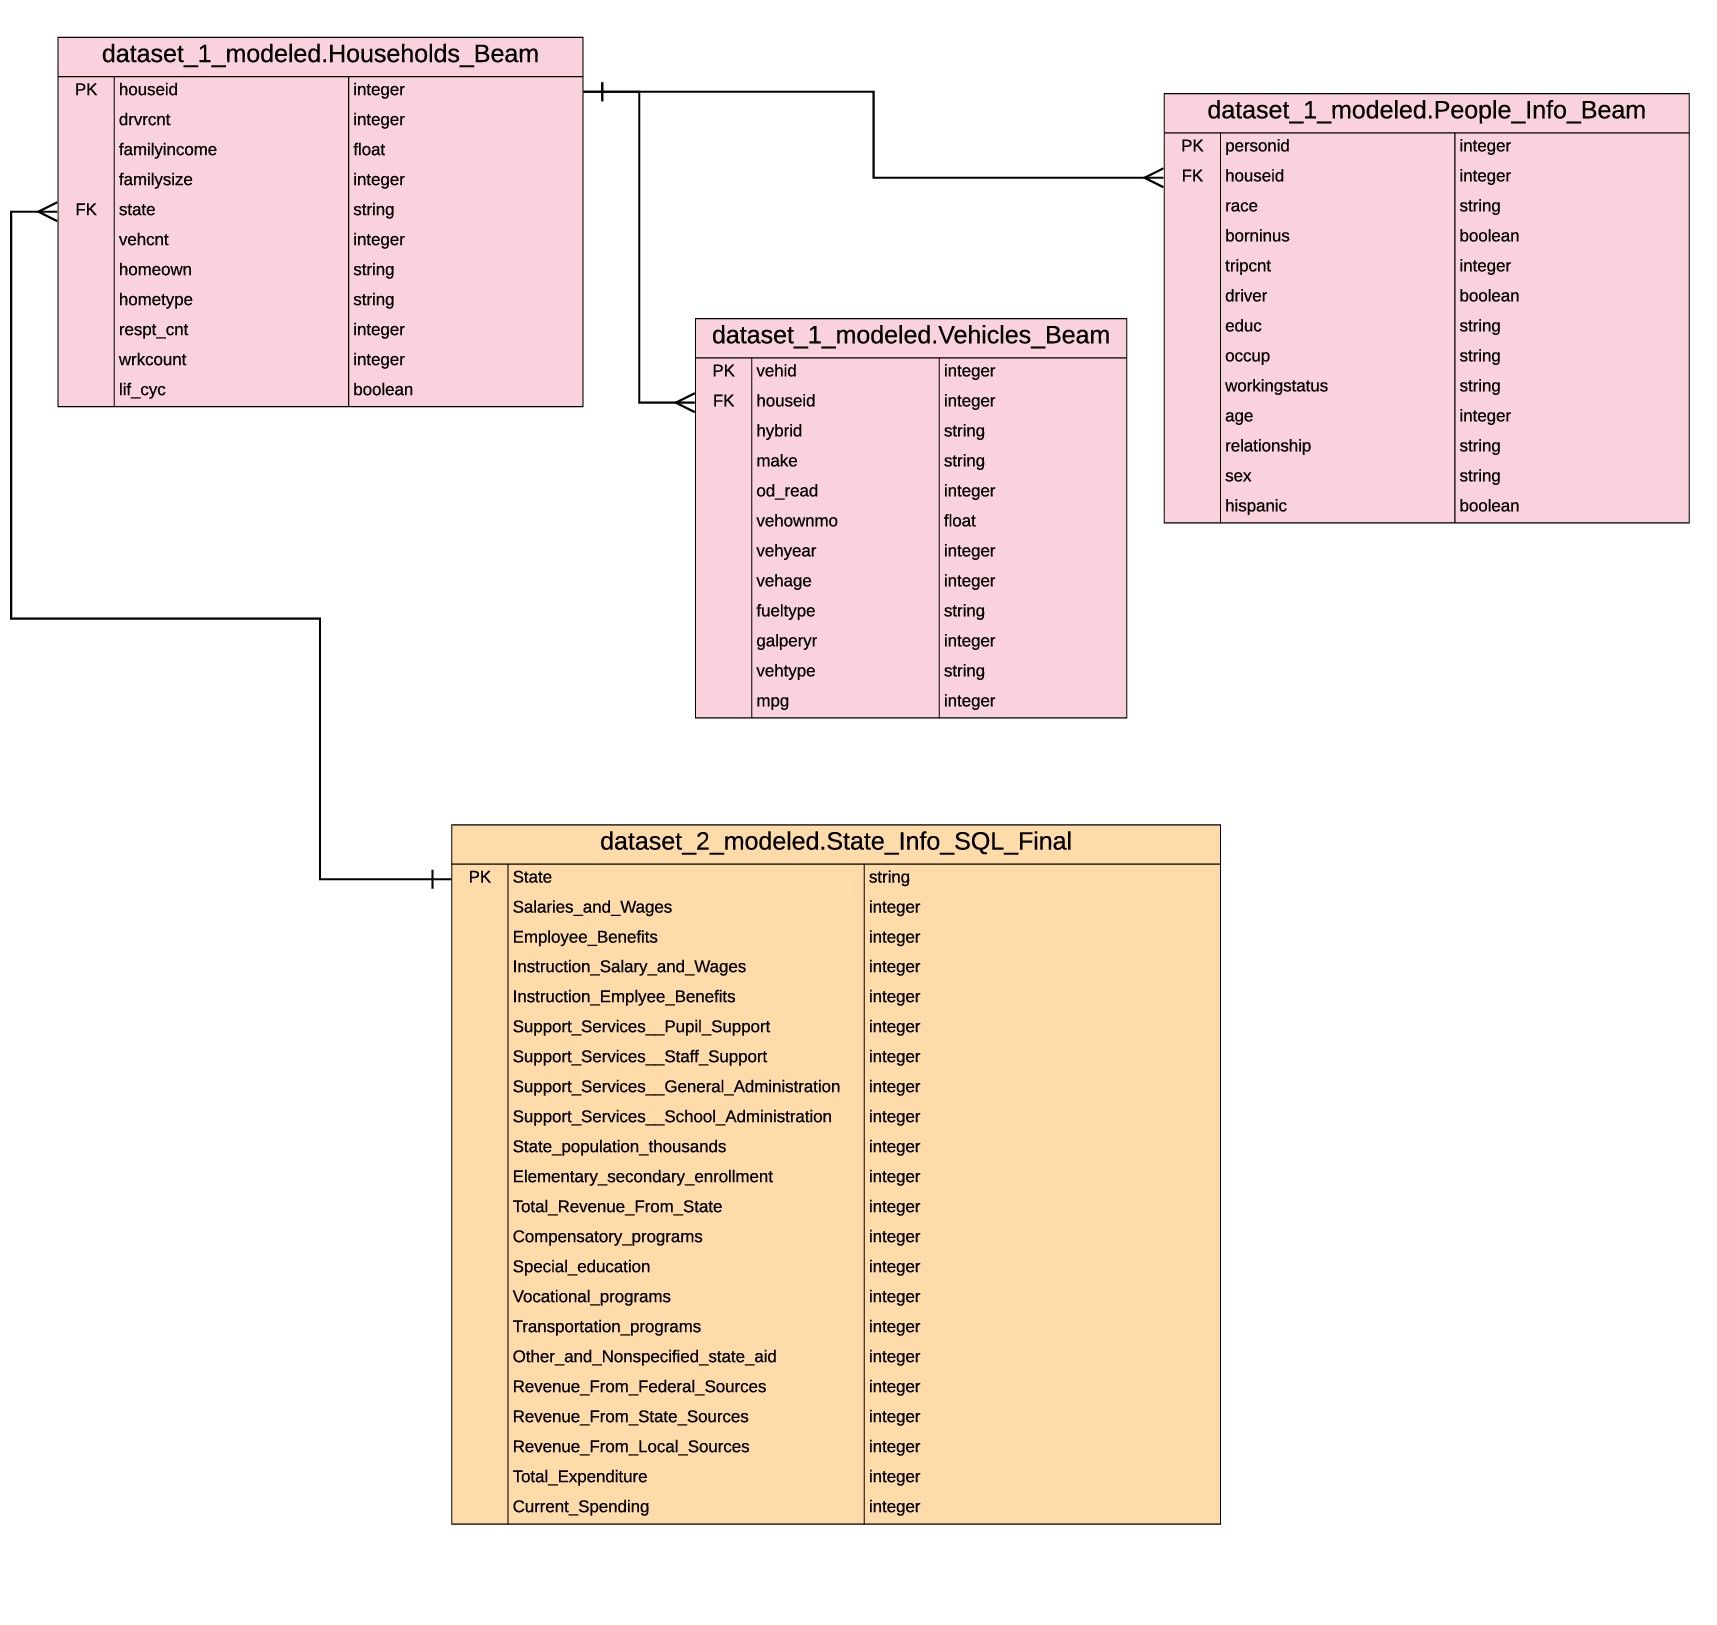 dataset_1_modeled.Households_Beam
PK houseid integer
drvrcnt integer
familyincome float
familysize integer
FK state string
vehcnt integer
homeown string
hometype string
respt_cnt integer
wrkcount integer
lif_cyc boolean
dataset_1_modeled.People_Info_Beam
PK personid integer
FK houseid integer
race string
borninus boolean
tripcnt integer
driver boolean
educ string
occup string
workingstatus string
age integer
relationship string
sex string
hispanic boolean
dataset_1_modeled.Vehicles_Beam
PK vehid integer
FK houseid integer
hybrid string
make string
od_read integer
vehownmo float
vehyear integer
vehage integer
fueltype string
galperyr integer
vehtype string
mpg integer
dataset_2_modeled.State_Info_SQL_Final
PK State string
Salaries_and_Wages integer
Employee_Benefits integer
Instruction_Salary_and_Wages integer
Instruction_Emplyee_Benefits integer
Support_Services__Pupil_Support integer
Support_Services__Staff_Support integer
Support_Services__General_Administration integer
Support_Services__School_Administration integer
State_population_thousands integer
Elementary_secondary_enrollment integer
Total_Revenue_From_State integer
Compensatory_programs integer
Special_education integer
Vocational_programs integer
Transportation_programs integer
Other_and_Nonspecified_state_aid integer
Revenue_From_Federal_Sources integer
Revenue_From_State_Sources integer
Revenue_From_Local_Sources integer
Total_Expenditure integer
Current_Spending integer